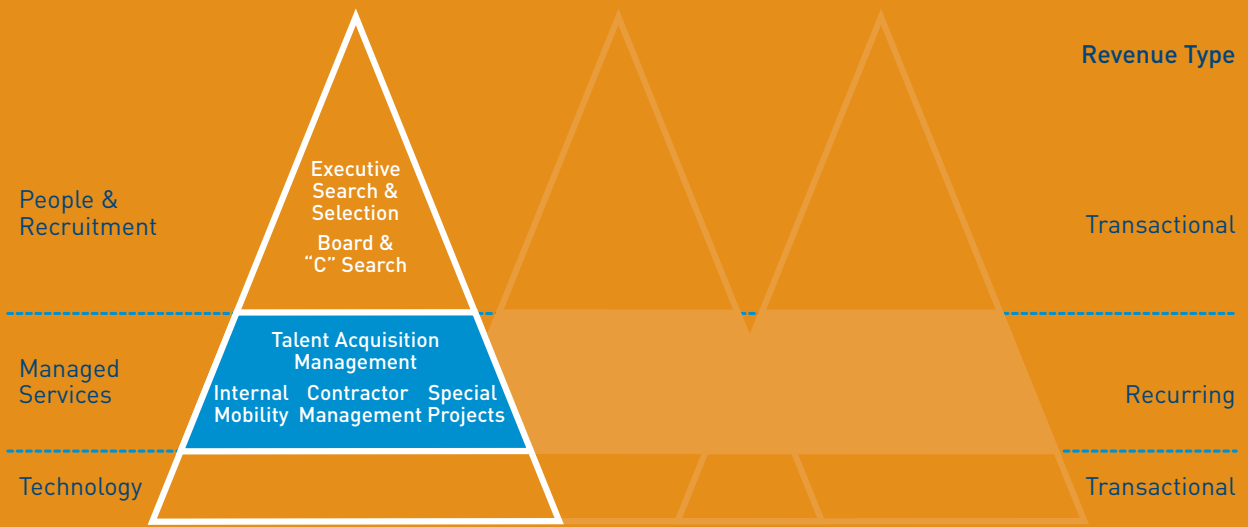 Revenue Type
People &
Recruitment
Executive
Search &
Selection
Board &
“C” Search
Transactional
Managed
Services
Talent Acquisition
Management
Internal Contractor Special
Mobility Management Projects
Recurring
Technology
Transactional